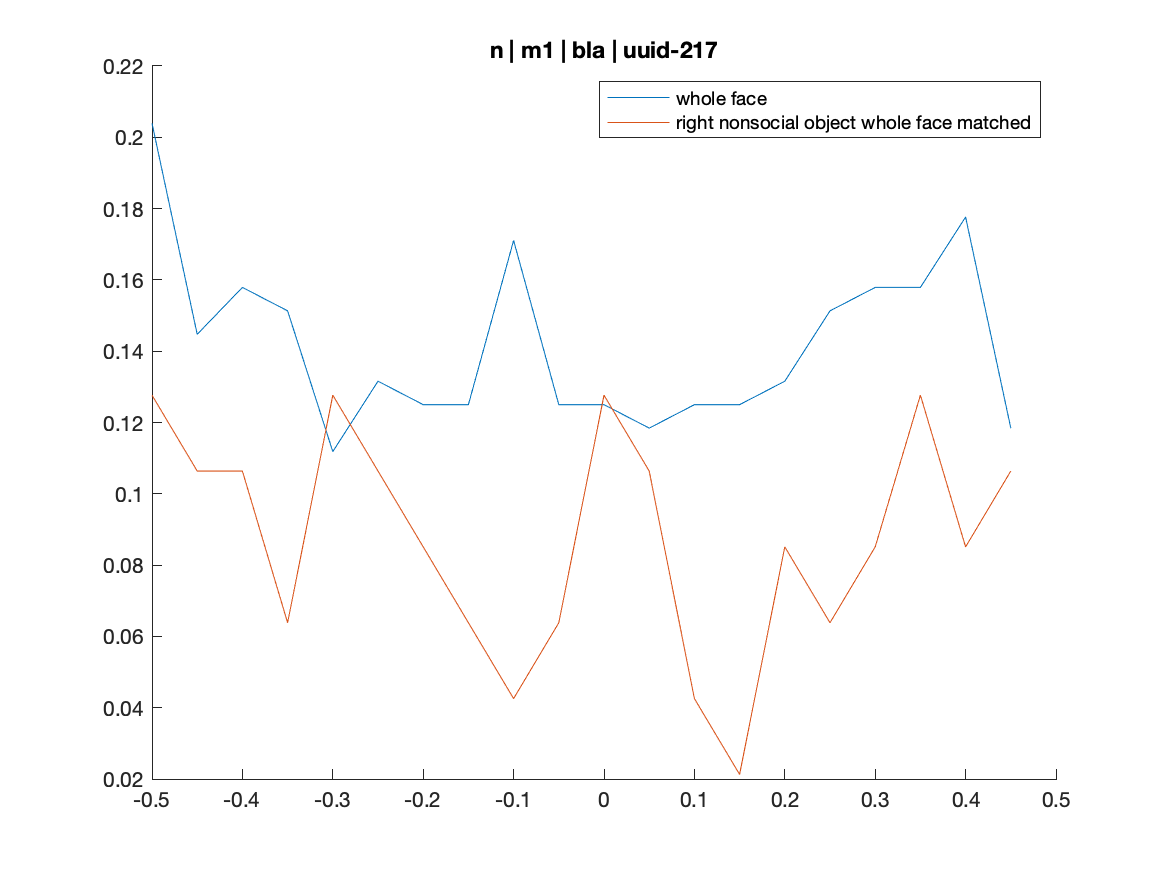 n | m1 | bla | uuid-217
whole face
right nonsocial object whole face matched
0.22
0.2
0.18
0.16
0.14
0.12
0.1
0.08
0.06
0.04
0.02
-0.5 -0.4 -0.3 -0.2 -0.1 0 0.1 0.2 0.3 0.4 0.5